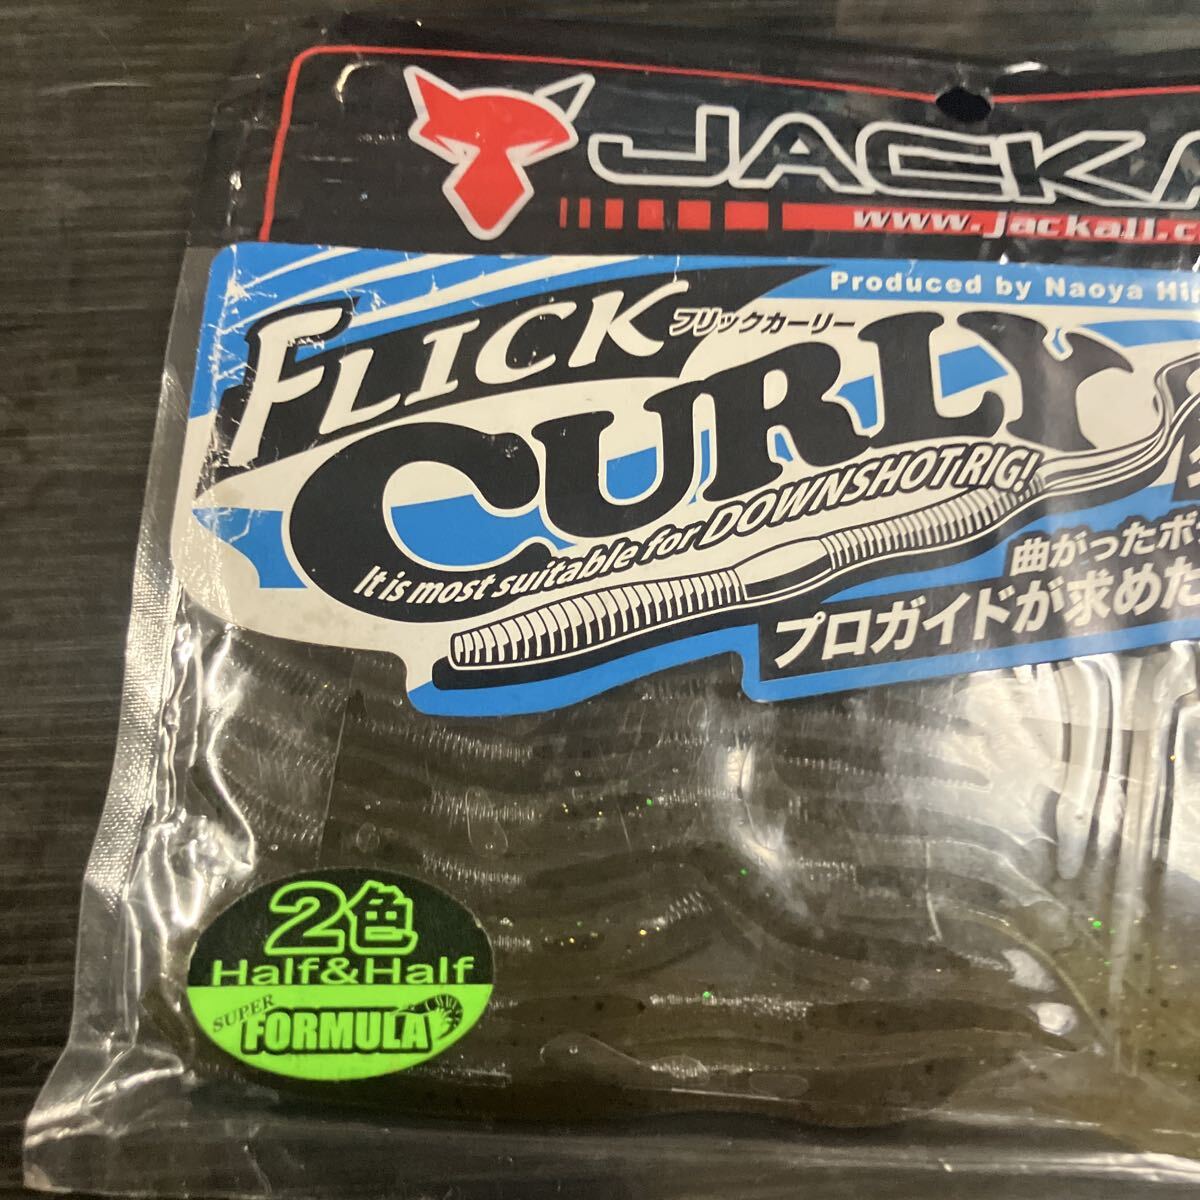 JACKA
www.jackall.c
Produced by Naoya Hi
FLICK
フリックカーリー
CURLY
It is most suitable for DOWNSHOT RIG!
曲がったボ
プロガイドが求めた
2色
Half&Half
SUPER
FORMULA